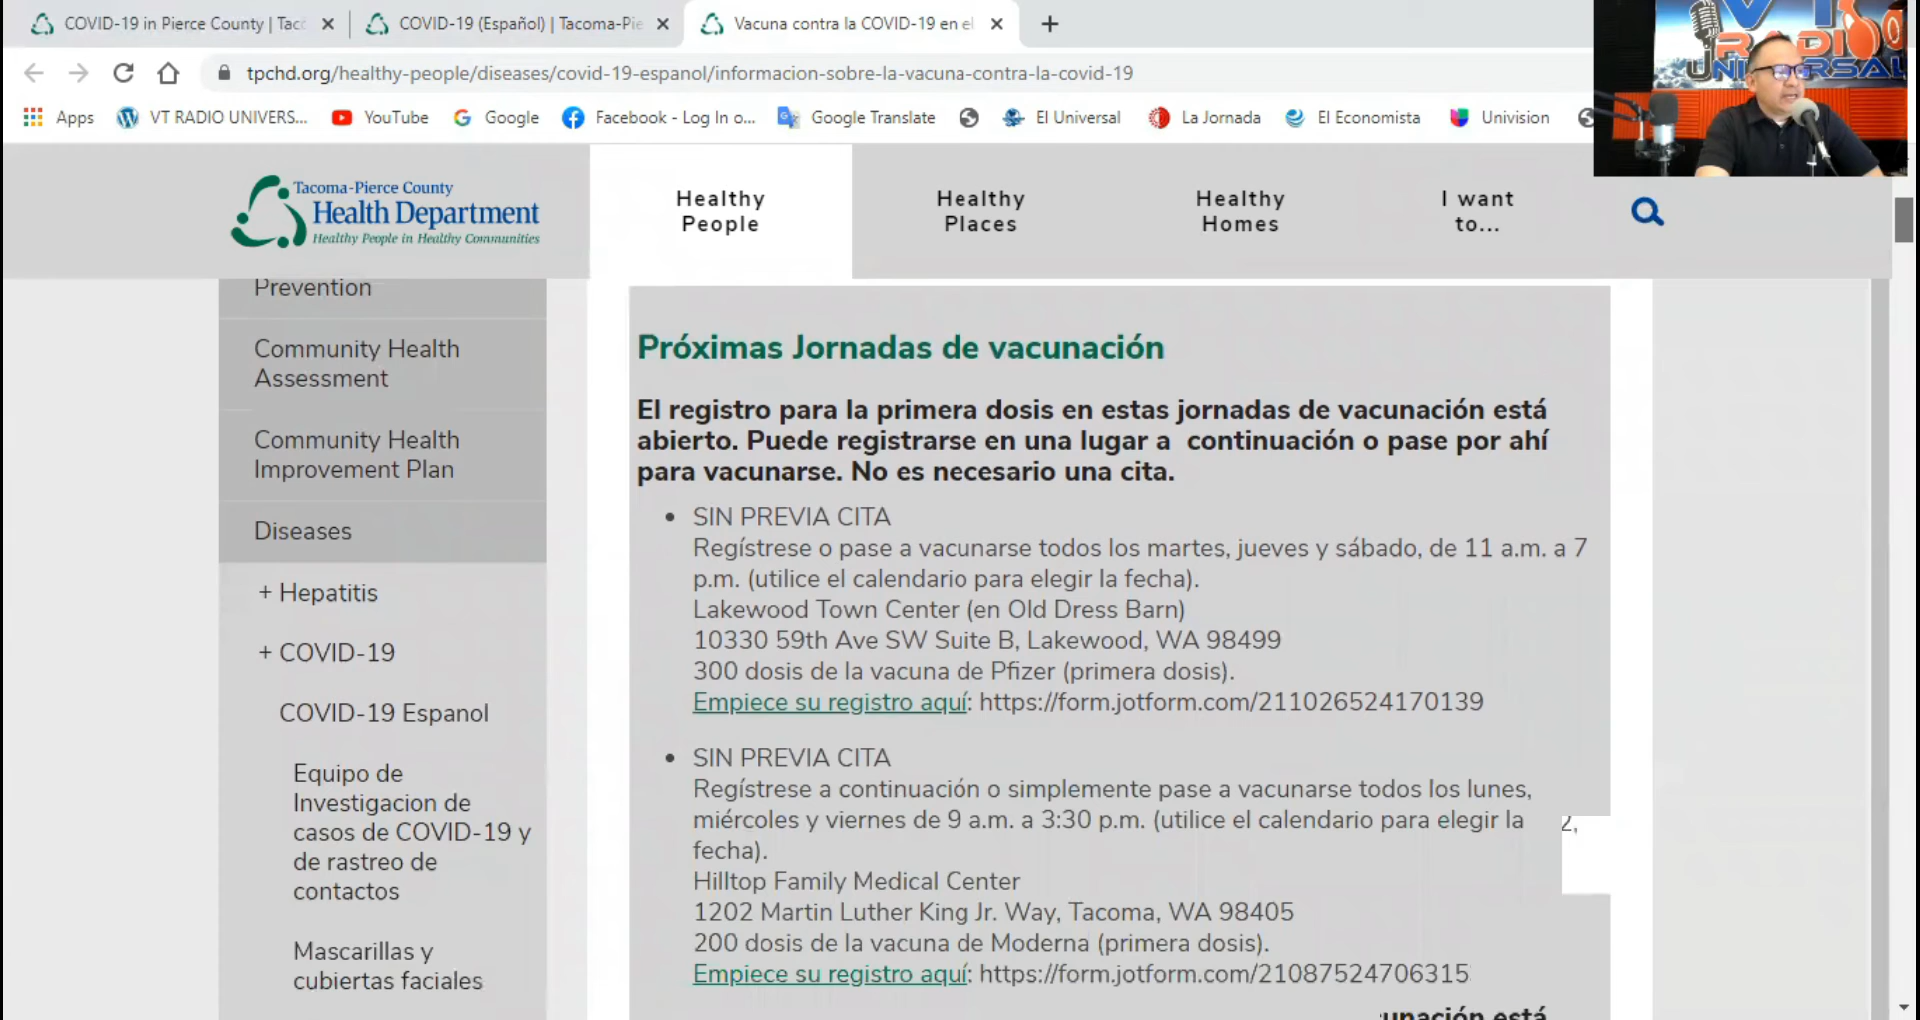 COVID-19 in Pierce County | Tac
COVID-19 (Español) | Tacoma-Pie
Vacuna contra la COVID-19 en el
tpchd.org/healthy-people/diseases/covid-19-espanol/informacion-sobre-la-vacuna-contra-la-covid-19
Apps
VT RADIO UNIVERS...
YouTube
Google
Facebook - Log In o...
Google Translate
El Universal
La Jornada
El Economista
Univision
VT
RADIO
UNIVERSAL
Tacoma-Pierce County
Health Department
Healthy People in Healthy Communities
Healthy
People
Healthy
Places
Healthy
Homes
I want
to...
Prevention
Community Health
Assessment
Community Health
Improvement Plan
Diseases
+ Hepatitis
+ COVID-19
COVID-19 Espanol
Equipo de
Investigacion de
casos de COVID-19 y
de rastreo de
contactos
Mascarillas y
cubiertas faciales
Próximas Jornadas de vacunación
El registro para la primera dosis en estas jornadas de vacunación está
abierto. Puede registrarse en una lugar a continuación o pase por ahí
para vacunarse. No es necesario una cita.
• SIN PREVIA CITA
Regístrese o pase a vacunarse todos los martes, jueves y sábado, de 11 a.m. a 7
p.m. (utilice el calendario para elegir la fecha).
Lakewood Town Center (en Old Dress Barn)
10330 59th Ave SW Suite B, Lakewood, WA 98499
300 dosis de la vacuna de Pfizer (primera dosis).
Empiece su registro aquí: https://form.jotform.com/211026524170139
• SIN PREVIA CITA
Regístrese a continuación o simplemente pase a vacunarse todos los lunes,
miércoles y viernes de 9 a.m. a 3:30 p.m. (utilice el calendario para elegir la
fecha).
Hilltop Family Medical Center
1202 Martin Luther King Jr. Way, Tacoma, WA 98405
200 dosis de la vacuna de Moderna (primera dosis).
Empiece su registro aquí: https://form.jotform.com/21087524706315
2,
unación está